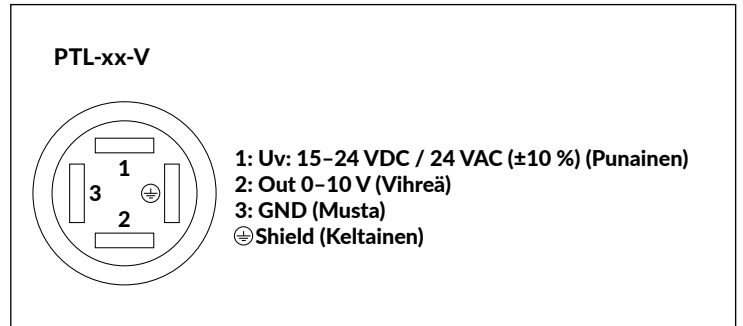 PTL-xx-V
1
3
2
1: Uv: 15–24 VDC / 24 VAC (±10 %) (Punainen)
2: Out 0–10 V (Vihreä)
3: GND (Musta)
⏚ Shield (Keltainen)